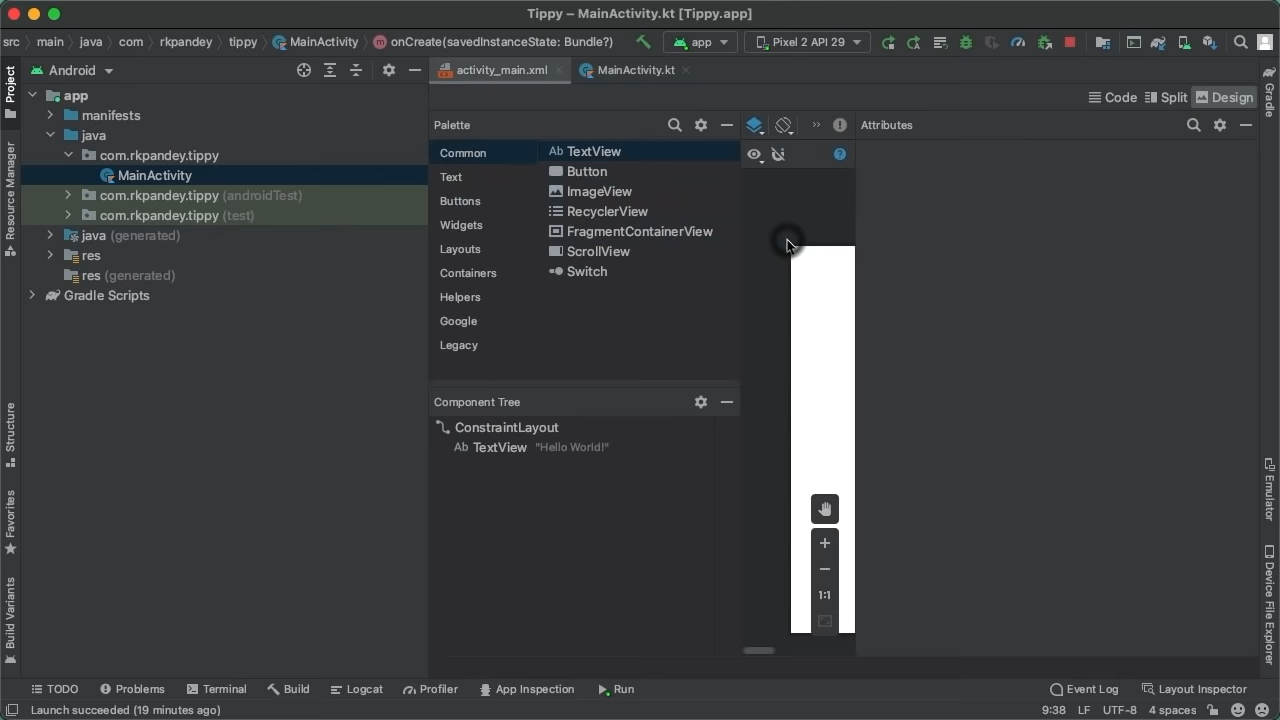 Tippy – MainActivity.kt [Tippy.app]
src main java com rkpandey tippy MainActivity onCreate(savedInstanceState: Bundle?) app Pixel 2 API 29
Project
Android
activity_main.xml
MainActivity.kt
Gradle
app
manifests
java
com.rkpandey.tippy
MainActivity
com.rkpandey.tippy (androidTest)
com.rkpandey.tippy (test)
java (generated)
res
res (generated)
Gradle Scripts
Resource Manager
Structure
Favorites
Build Variants
Code Split Design
Palette
Common
Text
Buttons
Widgets
Layouts
Containers
Helpers
Google
Legacy
Ab TextView
Button
ImageView
RecyclerView
FragmentContainerView
ScrollView
Switch
Component Tree
ConstraintLayout
Ab TextView "Hello World!"
1:1
Attributes
Emulator
Device File Explorer
TODO Problems Terminal Build Logcat Profiler App Inspection Run Event Log Layout Inspector
Launch succeeded (19 minutes ago) 9:38 LF UTF-8 4 spaces